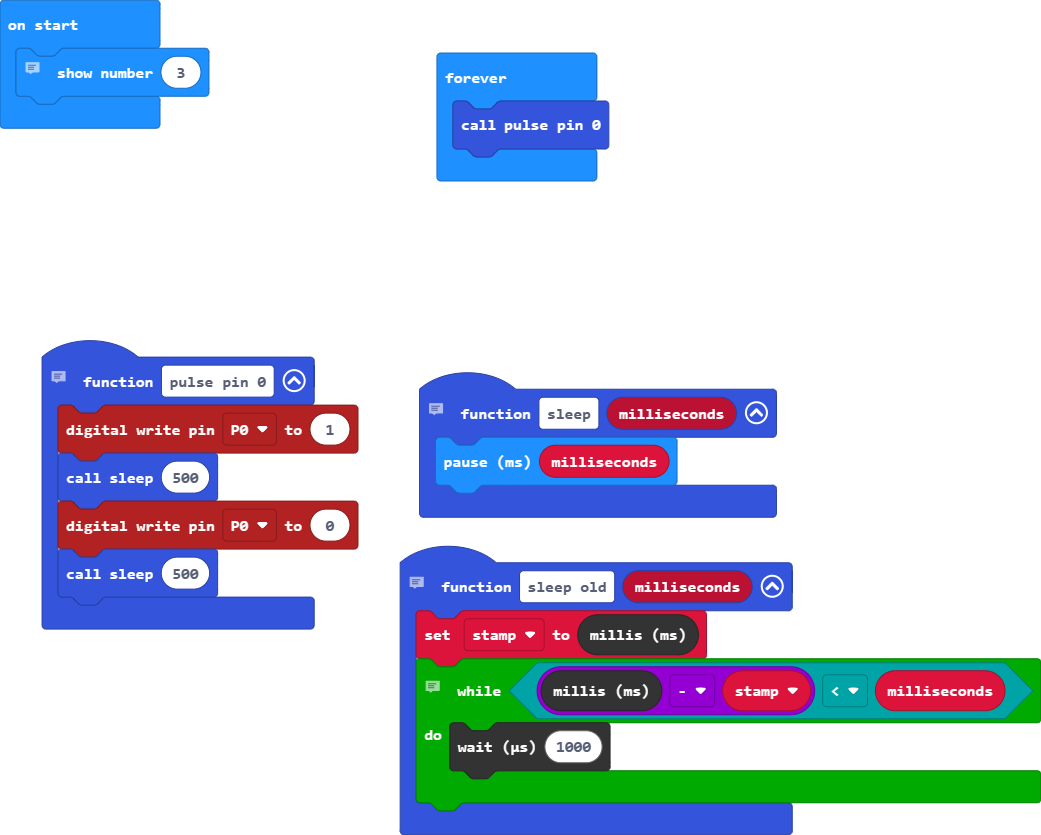 on start
show number 3
forever
call pulse pin 0
function pulse pin 0
digital write pin P0 to 1
call sleep 500
digital write pin P0 to 0
call sleep 500
function sleep milliseconds
pause (ms) milliseconds
function sleep old milliseconds
set stamp to millis (ms)
while millis (ms) - stamp < milliseconds
do
wait (µs) 1000